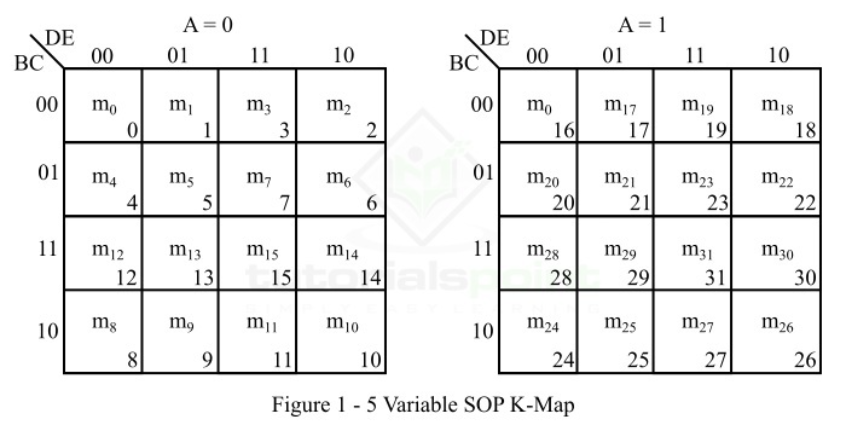 A = 0 A = 1
DE DE
BC 00 01 11 10 BC 00 01 11 10
00 m₀ m₁ m₃ m₂ 00 m₀ m₁₇ m₁₉ m₁₈
0 1 3 2 16 17 19 18
01 m₄ m₅ m₇ m₆ 01 m₂₀ m₂₁ m₂₃ m₂₂
4 5 7 6 20 21 23 22
11 m₁₂ m₁₃ m₁₅ m₁₄ 11 m₂₈ m₂₉ m₃₁ m₃₀
12 13 15 14 28 29 31 30
10 m₈ m₉ m₁₁ m₁₀ 10 m₂₄ m₂₅ m₂₇ m₂₆
8 9 11 10 24 25 27 26
tutorialspoint
SIMPLY EASY LEARNING
Figure 1 - 5 Variable SOP K-Map